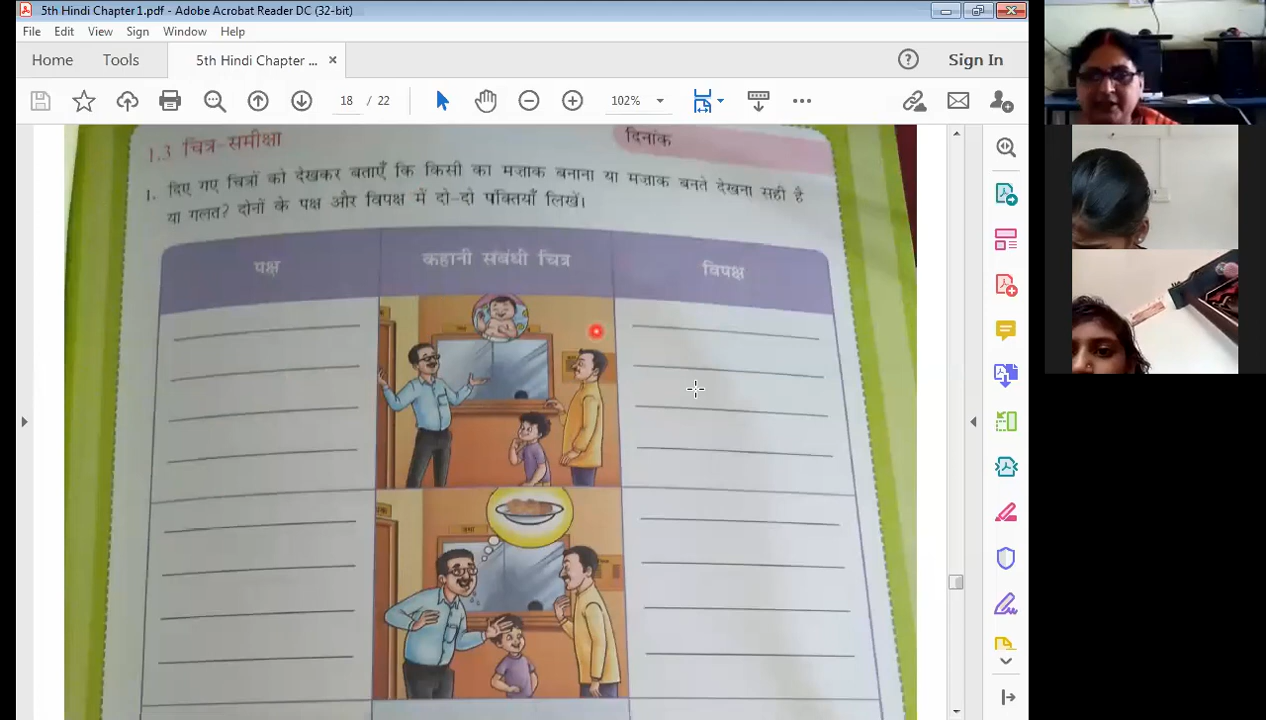 5th Hindi Chapter 1.pdf - Adobe Acrobat Reader DC (32-bit)
File Edit View Sign Window Help
Home Tools 5th Hindi Chapter ... × Sign In
18 / 22 102%
1.3 चित्र-समीक्षा दिनांक
1. दिए गए चित्रों को देखकर बताएँ कि किसी का मज़ाक बनाना या मज़ाक बनते देखना सही है
या गलत? दोनों के पक्ष और विपक्ष में दो-दो पंक्तियाँ लिखें।
पक्ष कहानी संबंधी चित्र विपक्ष